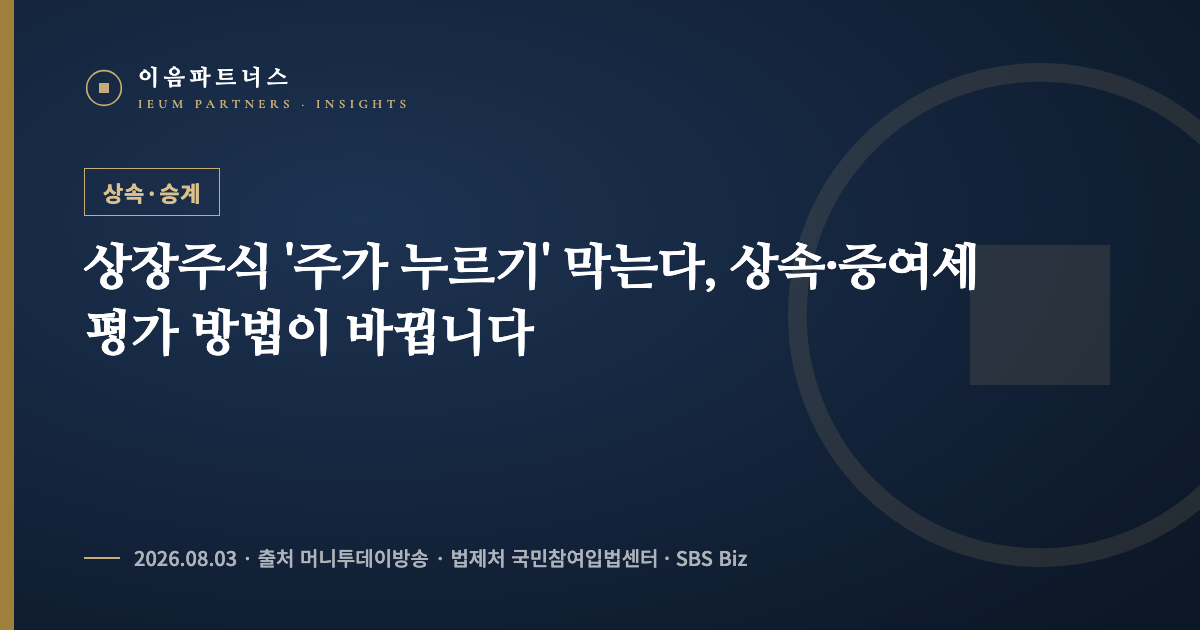 이음파트너스
IEUM PARTNERS · INSIGHTS
상속·승계
상장주식 '주가 누르기' 막는다, 상속·증여세
평가 방법이 바뀝니다
2026.08.03 · 출처 머니투데이방송 · 법제처 국민참여입법센터 · SBS Biz